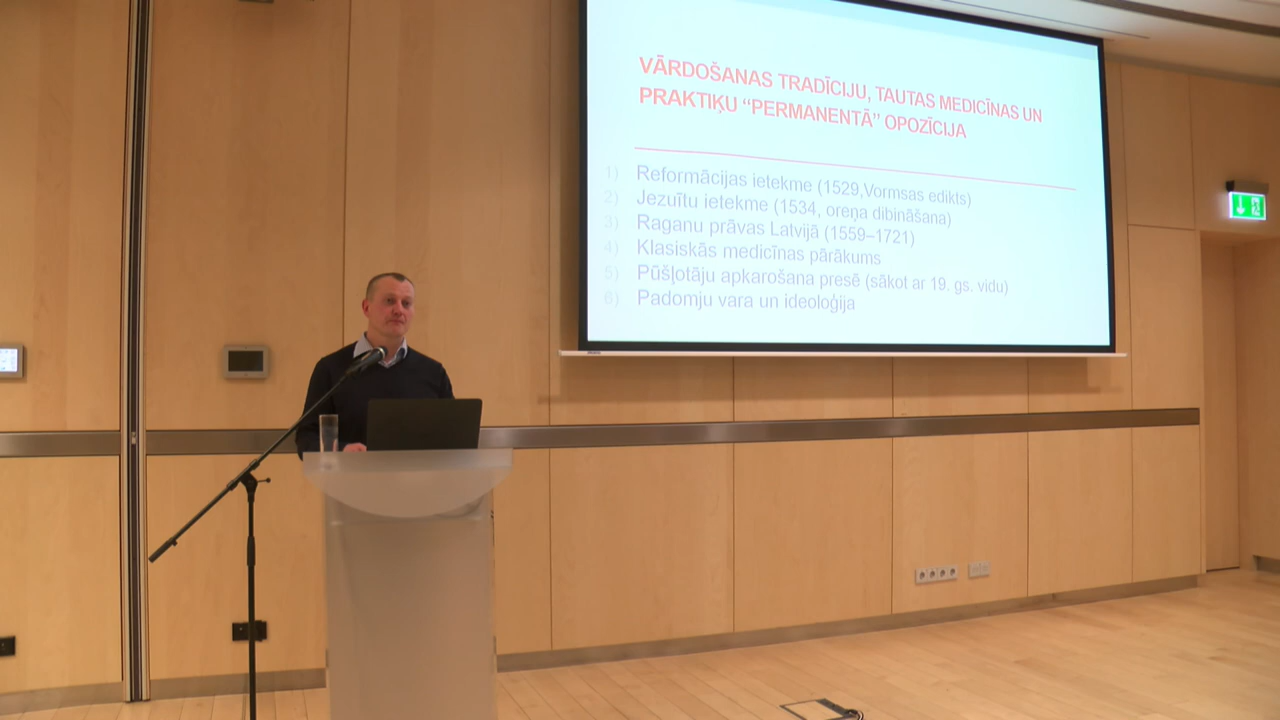 VĀRDOŠANAS TRADĪCIJU, TAUTAS MEDICĪNAS UN
PRAKTIĶU “PERMANENTĀ” OPOZĪCIJA
1) Reformācijas ietekme (1529,Vormsas edikts)
2) Jezuītu ietekme (1534, oreņa dibināšana)
3) Raganu prāvas Latvijā (1559–1721)
4) Klasiskās medicīnas pārākums
5) Pūšļotāju apkarošana presē (sākot ar 19. gs. vidu)
6) Padomju vara un ideoloģija